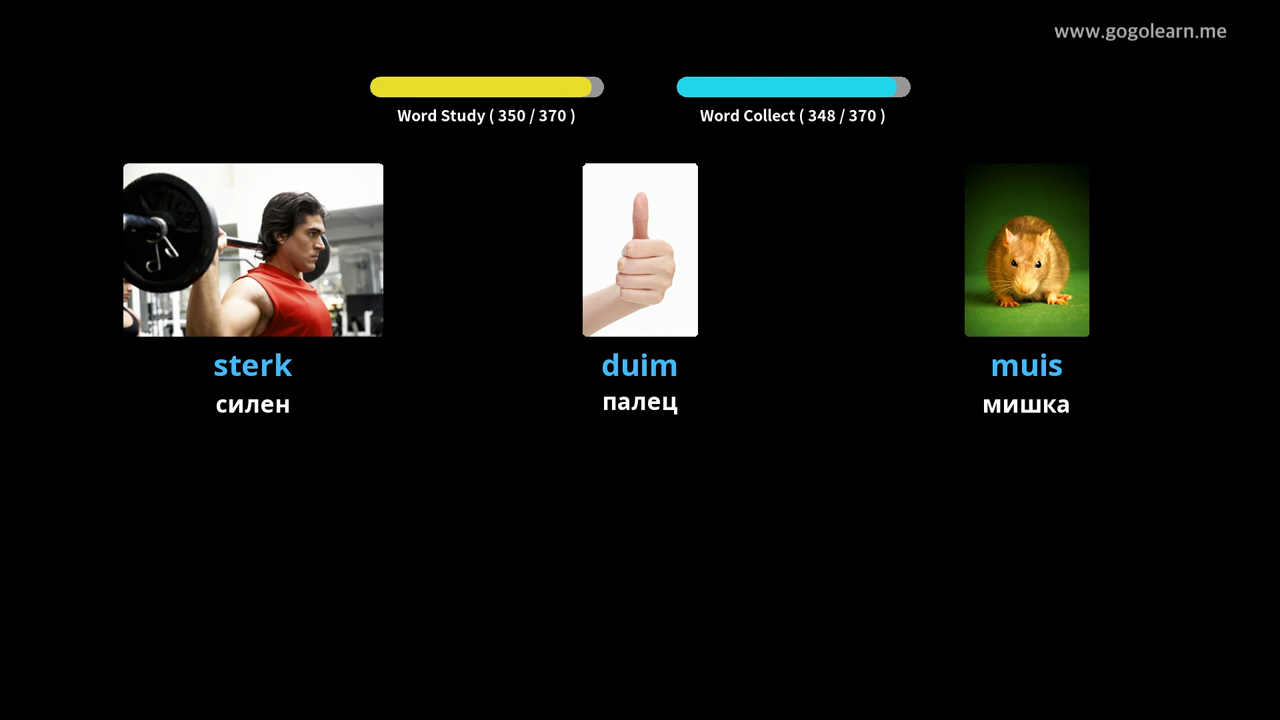 www.gogolearn.me
Word Study ( 350 / 370 )
Word Collect ( 348 / 370 )
sterk
силен
duim
палец
muis
мишка